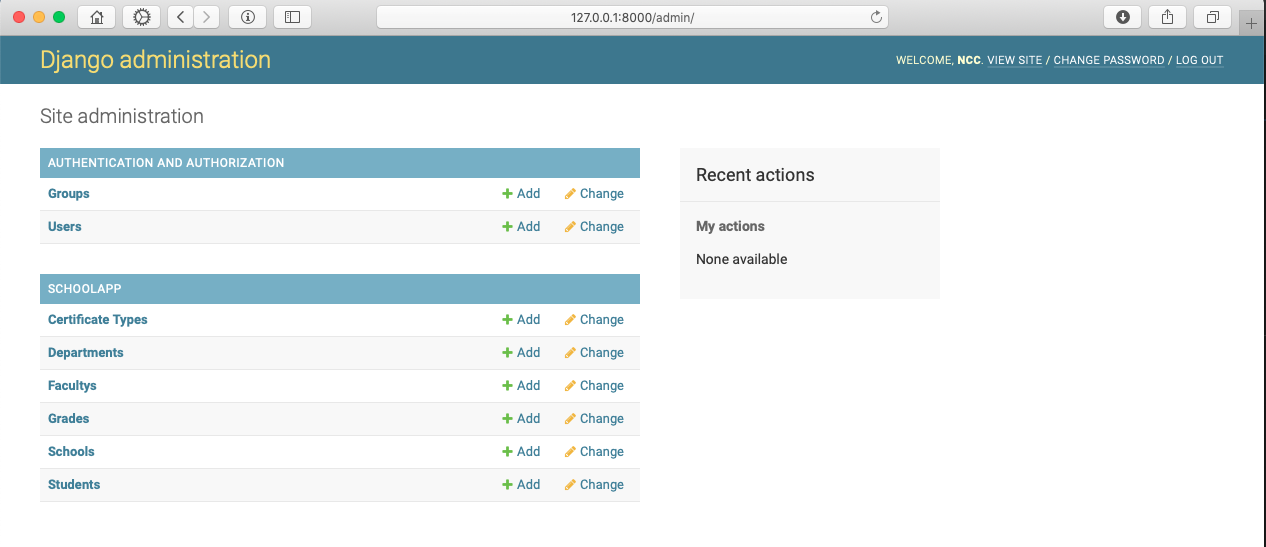 127.0.0.1:8000/admin/
Django administration
WELCOME, NCC. VIEW SITE / CHANGE PASSWORD / LOG OUT
Site administration
AUTHENTICATION AND AUTHORIZATION
Groups Add Change
Users Add Change
SCHOOLAPP
Certificate Types Add Change
Departments Add Change
Facultys Add Change
Grades Add Change
Schools Add Change
Students Add Change
Recent actions
My actions
None available